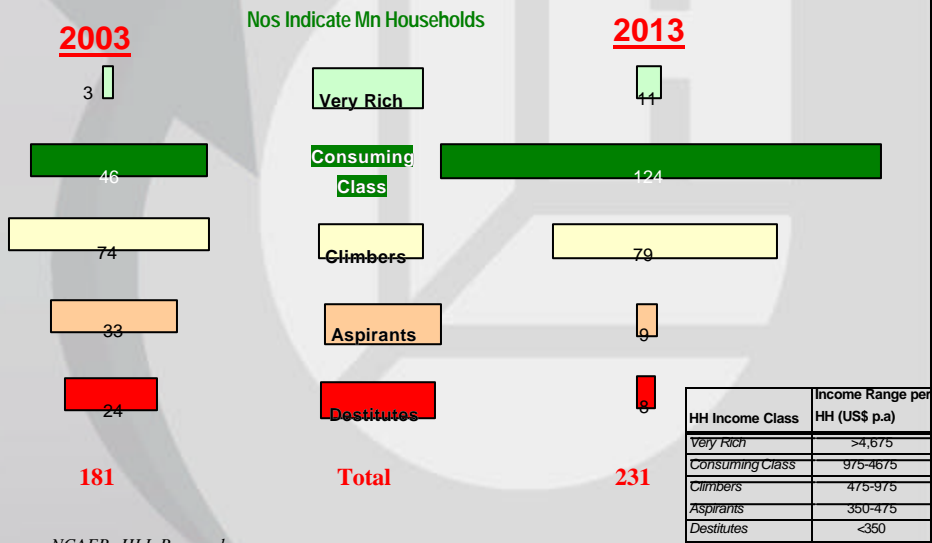 Nos Indicate Mn Households
2003
2013
3
Very Rich
11
46
Consuming
Class
124
74
Climbers
79
33
Aspirants
9
24
Destitutes
8
181
Total
231
HH Income Class
Income Range per
HH (US$ p.a)
Very Rich >4,675
Consuming Class 975-4675
Climbers 475-975
Aspirants 350-475
Destitutes <350